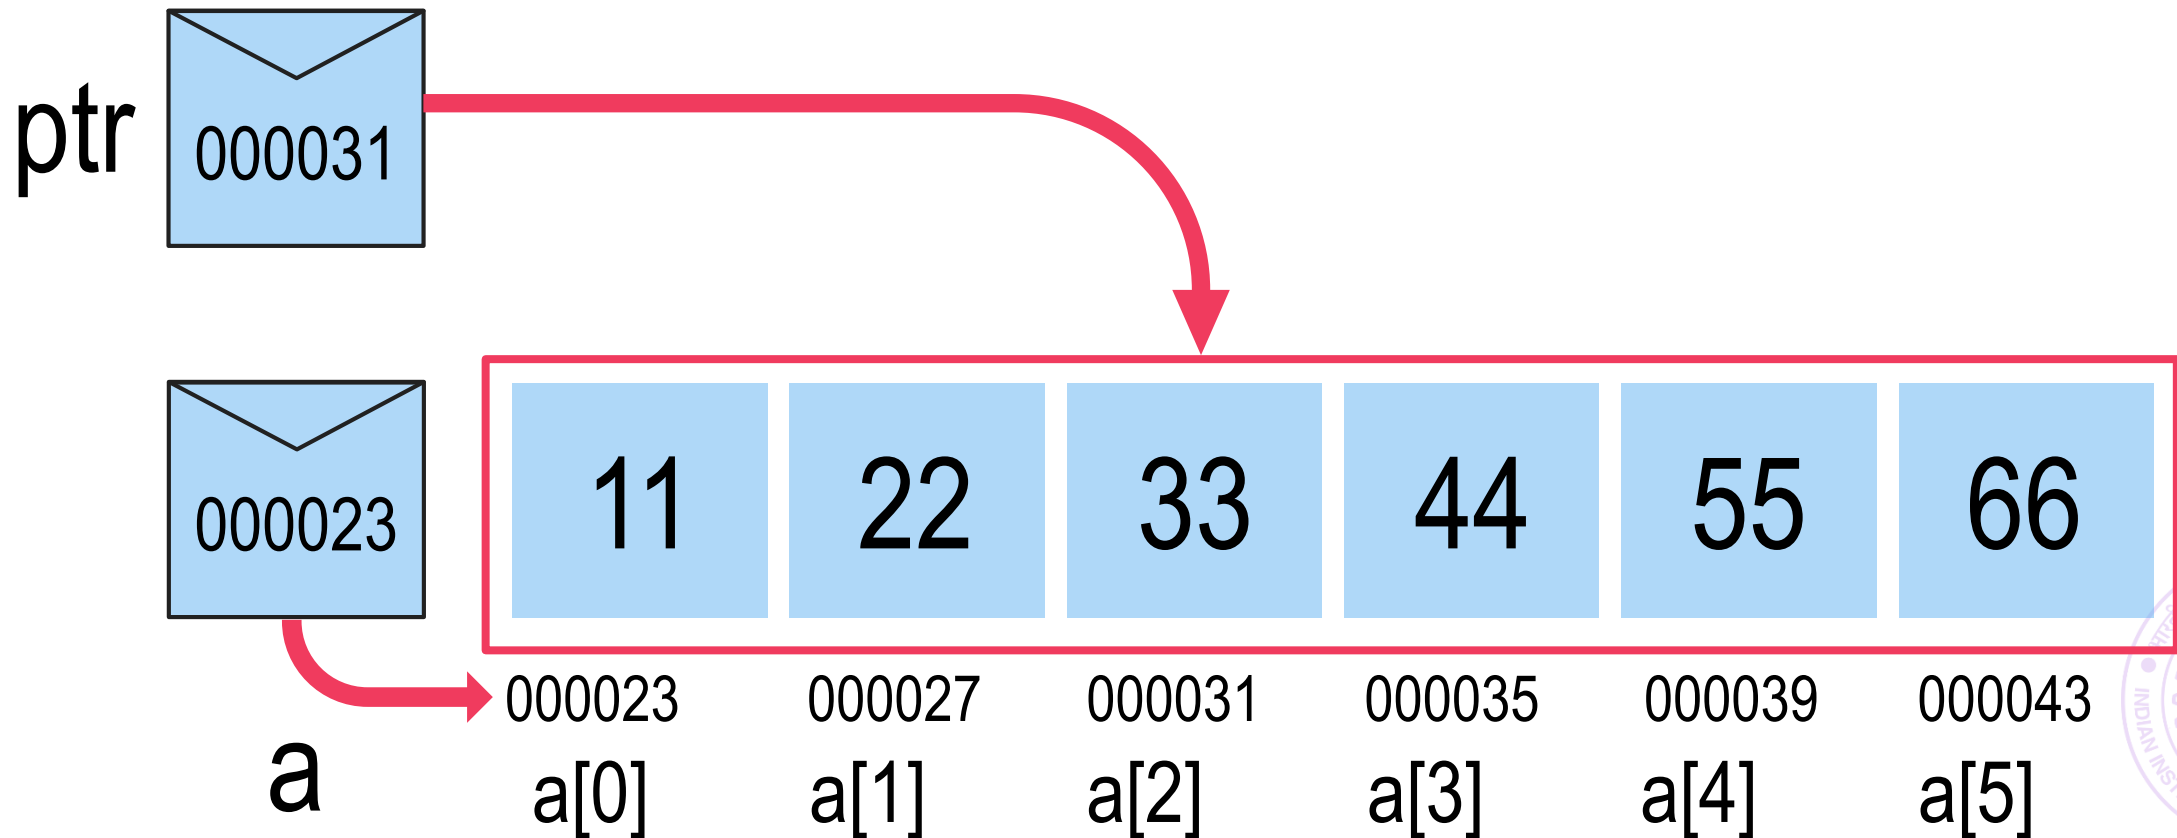 ptr
000031
000023
11 22 33 44 55 66
000023 000027 000031 000035 000039 000043
a
a[0] a[1] a[2] a[3] a[4] a[5]
INDIAN